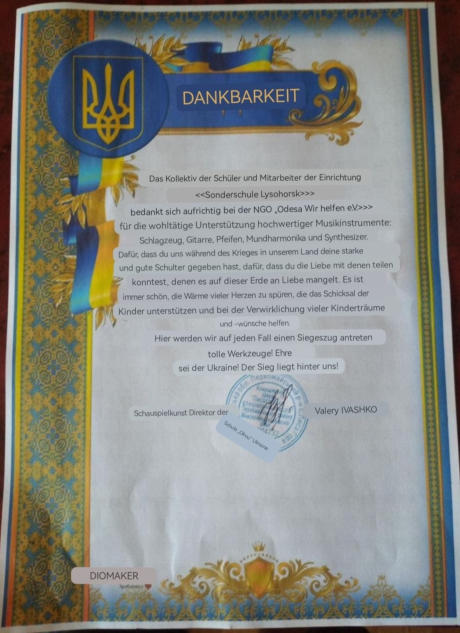 DANKBARKEIT
Das Kollektiv der Schüler und Mitarbeiter der Einrichtung
<<Sonderschule Lysohorsk>>>
bedankt sich aufrichtig bei der NGO „Odesa Wir helfen e.V>>>
für die wohltätige Unterstützung hochwertiger Musikinstrumente:
Schlagzeug, Gitarre, Pfeifen, Mundharmonika und Synthesizer.
Dafür, dass du uns während des Krieges in unserem Land deine starke
und gute Schulter gegeben hast, dafür, dass du die Liebe mit denen teilen
konntest, denen es auf dieser Erde an Liebe mangelt. Es ist
immer schön, die Wärme vieler Herzen zu spüren, die das Schicksal der
Kinder unterstützen und bei der Verwirklichung vieler Kinderträume
und -wünsche helfen.
Hier werden wir auf jeden Fall einen Siegeszug antreten
tolle Werkzeuge! Ehre
sei der Ukraine! Der Sieg liegt hinter uns!
Schauspielkunst Direktor der
Valery IVASHKO
Ukraine
DIOMAKER